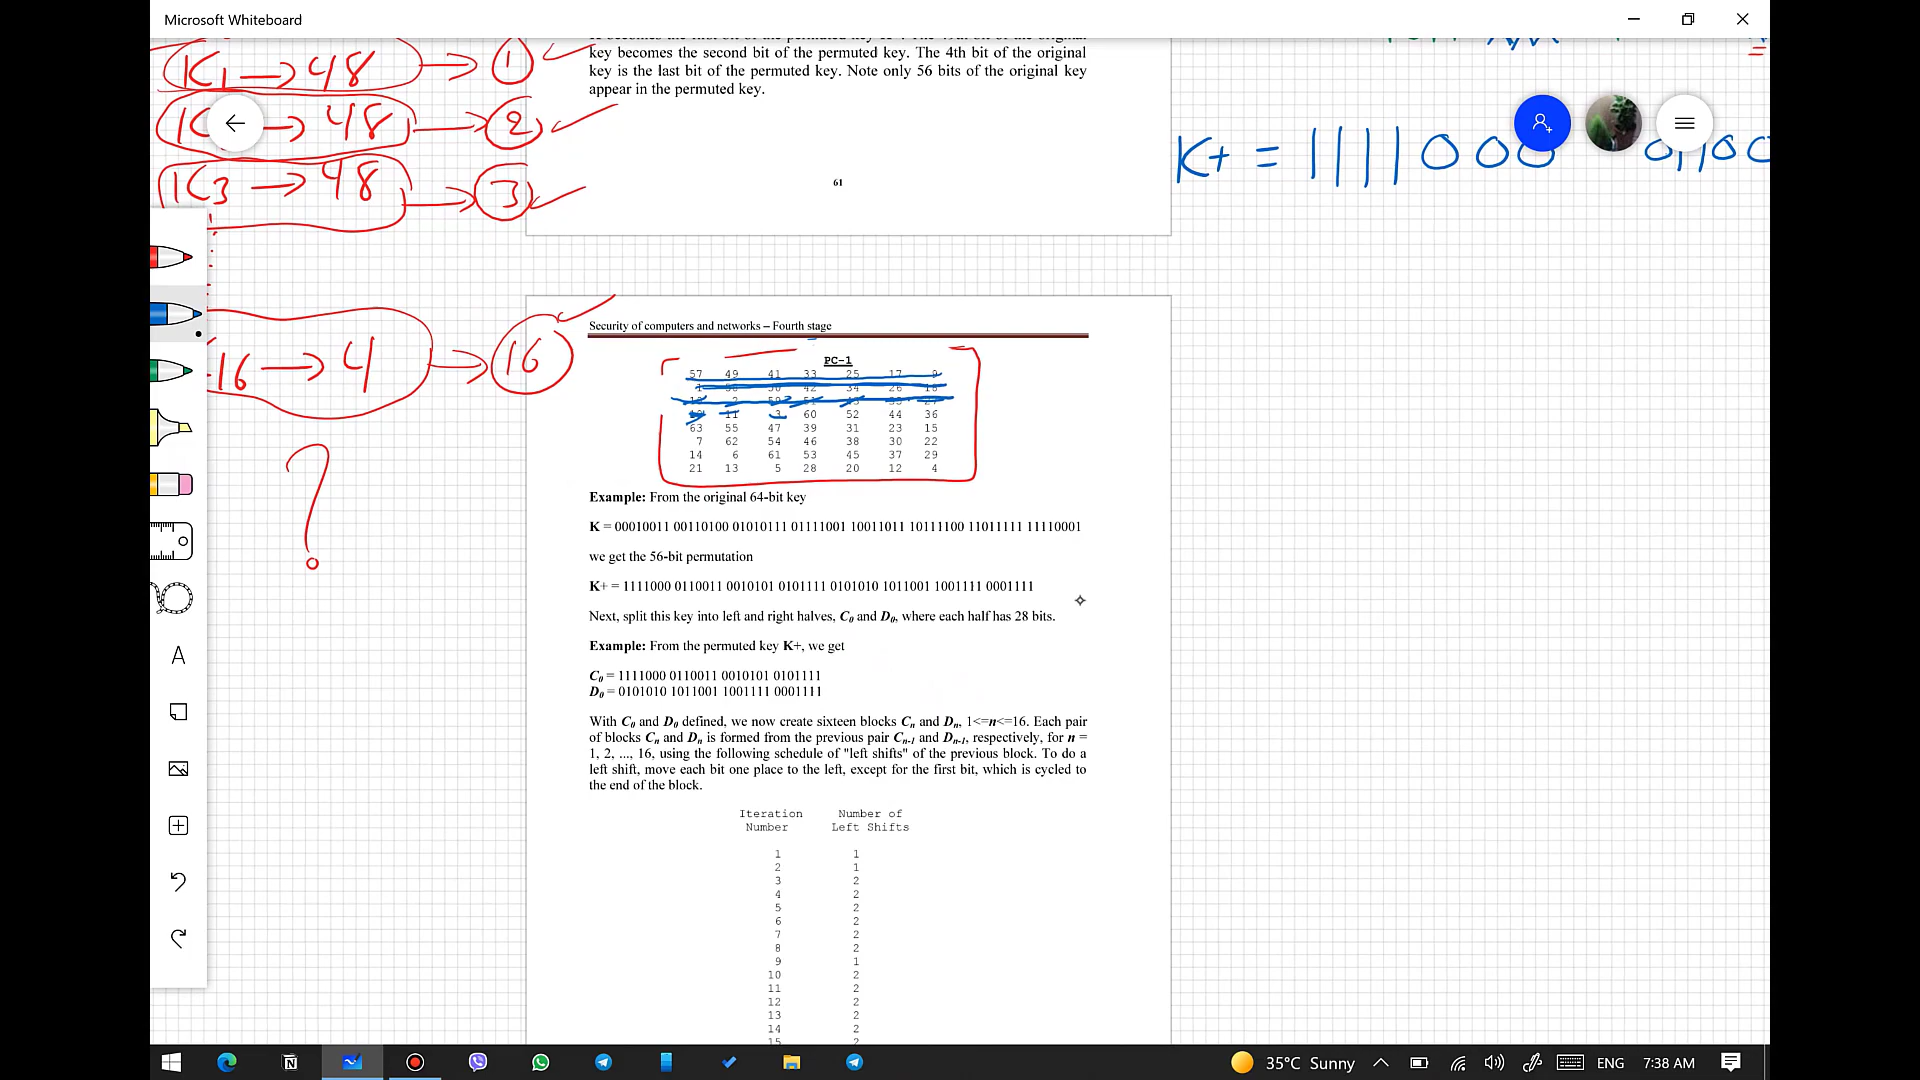 Microsoft Whiteboard
key becomes the second bit of the permuted key. The 4th bit of the original
key is the last bit of the permuted key. Note only 56 bits of the original key
appear in the permuted key.
61
K1 → 48 → 1
→ 48 → 2
K3 → 48 → 3
16 → 4 → 16
?
K+ = 1111000
Security of computers and networks – Fourth stage
PC-1
57 49 41 33 25 17 9
42 34 26 18
11 3 60 52 44 36
63 55 47 39 31 23 15
7 62 54 46 38 30 22
14 6 61 53 45 37 29
21 13 5 28 20 12 4
Example: From the original 64-bit key
K = 00010011 00110100 01010111 01111001 10011011 10111100 11011111 11110001
we get the 56-bit permutation
K+ = 1111000 0110011 0010101 0101111 0101010 1011001 1001111 0001111
Next, split this key into left and right halves, C0 and D0, where each half has 28 bits.
Example: From the permuted key K+, we get
C0 = 1111000 0110011 0010101 0101111
D0 = 0101010 1011001 1001111 0001111
With C0 and D0 defined, we now create sixteen blocks Cn and Dn, 1<=n<=16. Each pair
of blocks Cn and Dn is formed from the previous pair Cn-1 and Dn-1, respectively, for n =
1, 2, ..., 16, using the following schedule of "left shifts" of the previous block. To do a
left shift, move each bit one place to the left, except for the first bit, which is cycled to
the end of the block.
Iteration Number of
Number Left Shifts
1 1
2 1
3 2
4 2
5 2
6 2
7 2
8 2
9 1
10 2
11 2
12 2
13 2
14 2
15 2
35°C Sunny
ENG
7:38 AM